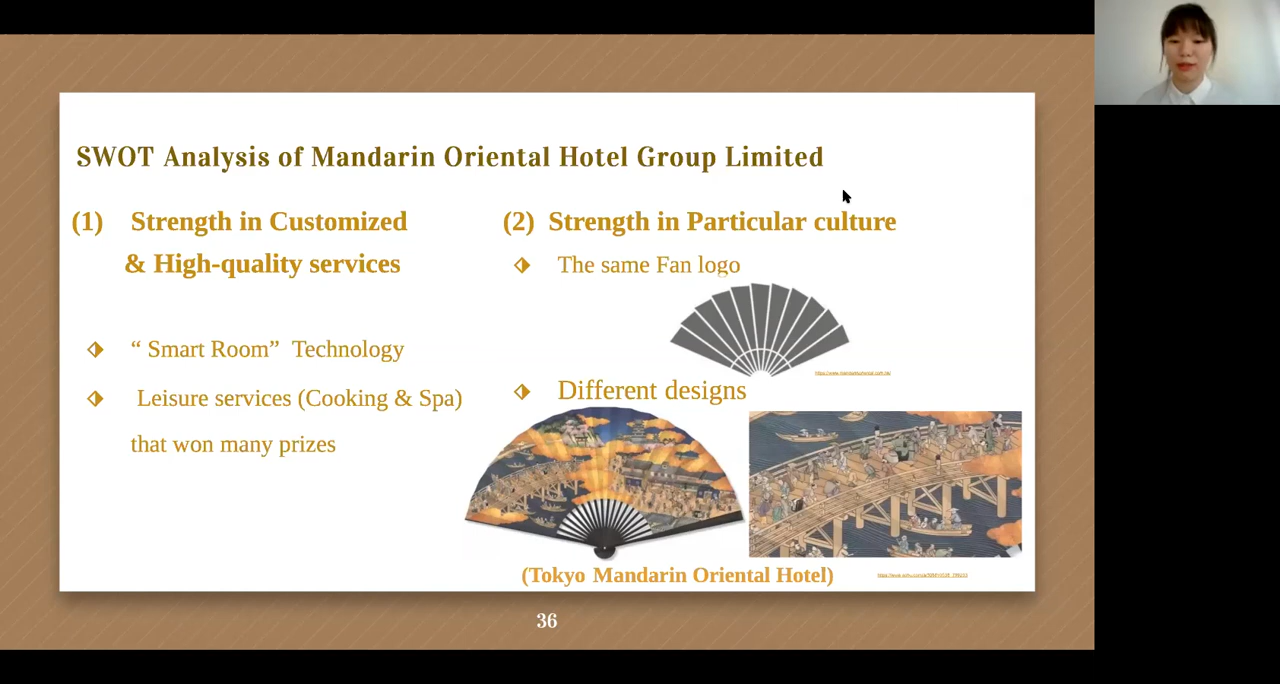 SWOT Analysis of Mandarin Oriental Hotel Group Limited
(1) Strength in Customized
& High-quality services
“ Smart Room” Technology
Leisure services (Cooking & Spa)
that won many prizes
(2) Strength in Particular culture
The same Fan logo
Different designs
(Tokyo Mandarin Oriental Hotel)
36